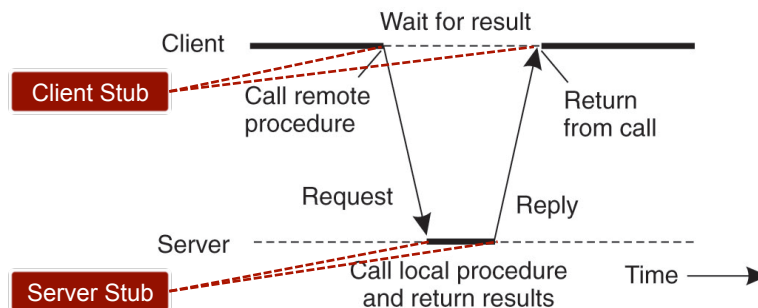 Wait for result
Client
Client Stub
Call remote
procedure
Return
from call
Request
Reply
Server
Server Stub
Call local procedure
and return results
Time